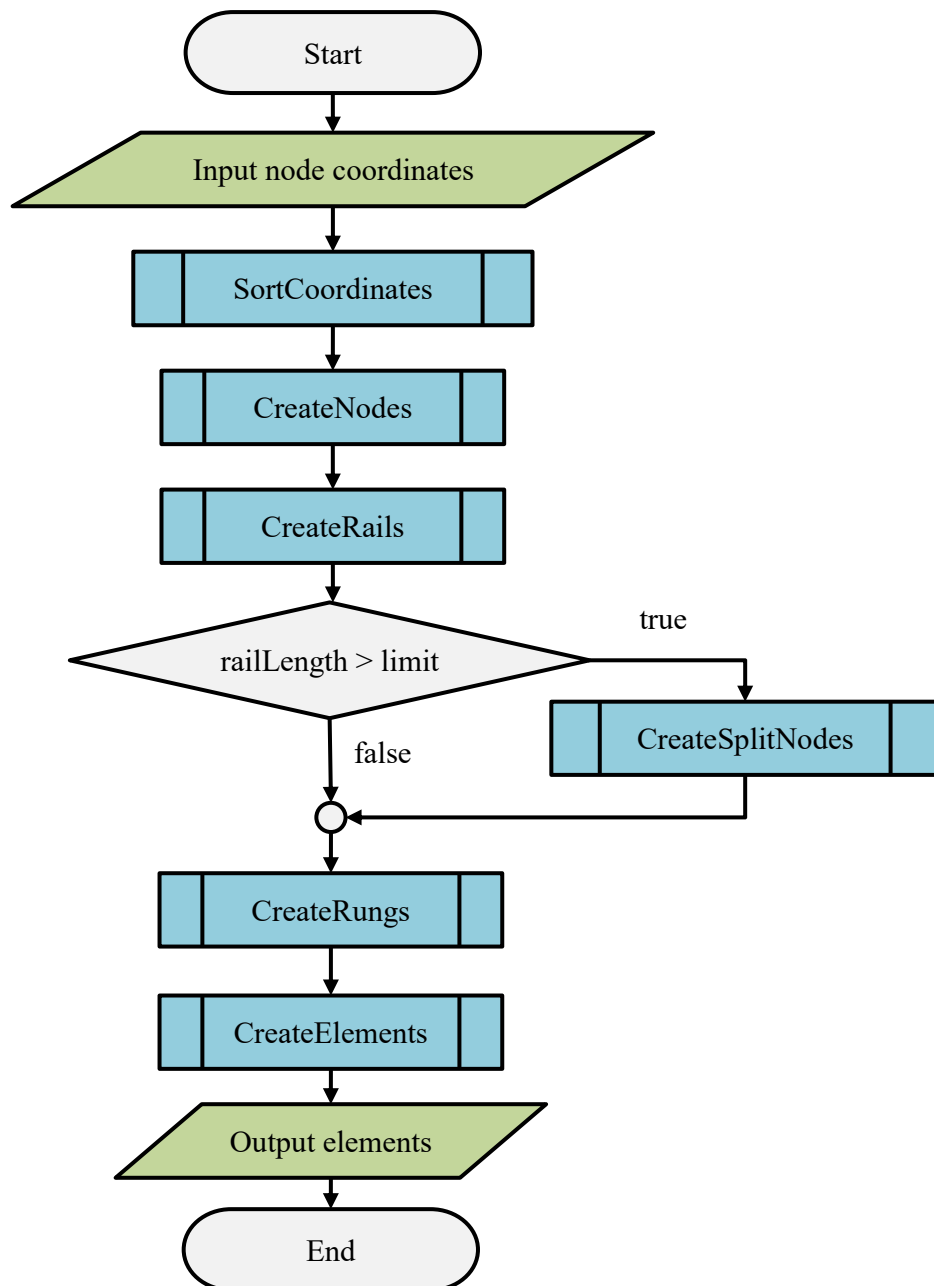 Start
Input node coordinates
SortCoordinates
CreateNodes
CreateRails
railLength > limit
true
CreateSplitNodes
false
CreateRungs
CreateElements
Output elements
End